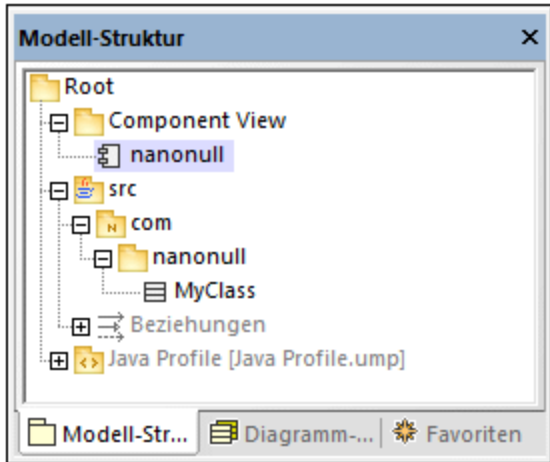 Modell-Struktur
Root
Component View
nanonull
src
com
nanonull
MyClass
Beziehungen
Java Profile [Java Profile.ump]
Modell-Str... Diagramm-... Favoriten